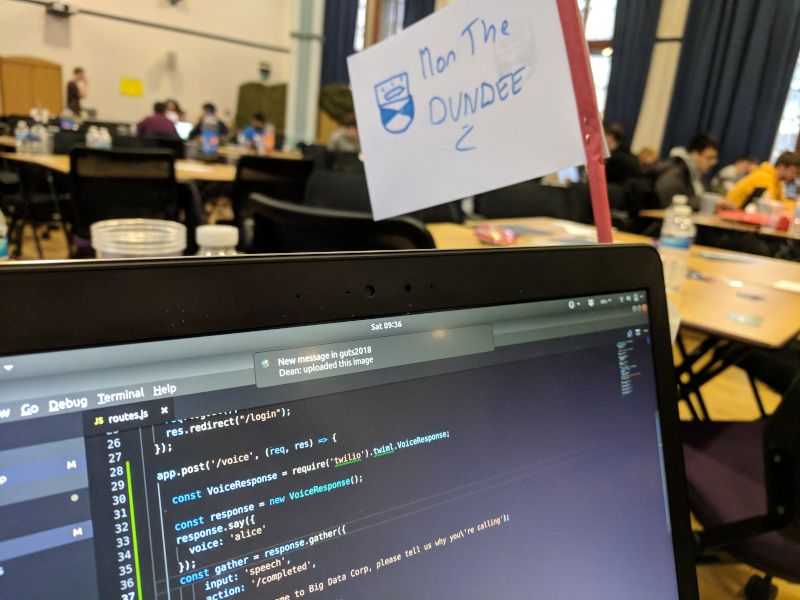 Mon The
DUNDEE
2
Sat 09:36
New message in guts2018
Dean: uploaded this image
Go Debug Terminal Help
JS routes.js ×
26 res.redirect("/login");
27 });
28
29 app.post('/voice', (req, res) => {
30 const VoiceResponse = require('twilio').twiml.VoiceResponse;
31
32 const response = new VoiceResponse();
33 response.say({
34 voice: 'alice'
35 });
36 const gather = response.gather({
37 input: 'speech',
action: '/completed',
to Big Data Corp, please tell us why you\'re calling');
M
M